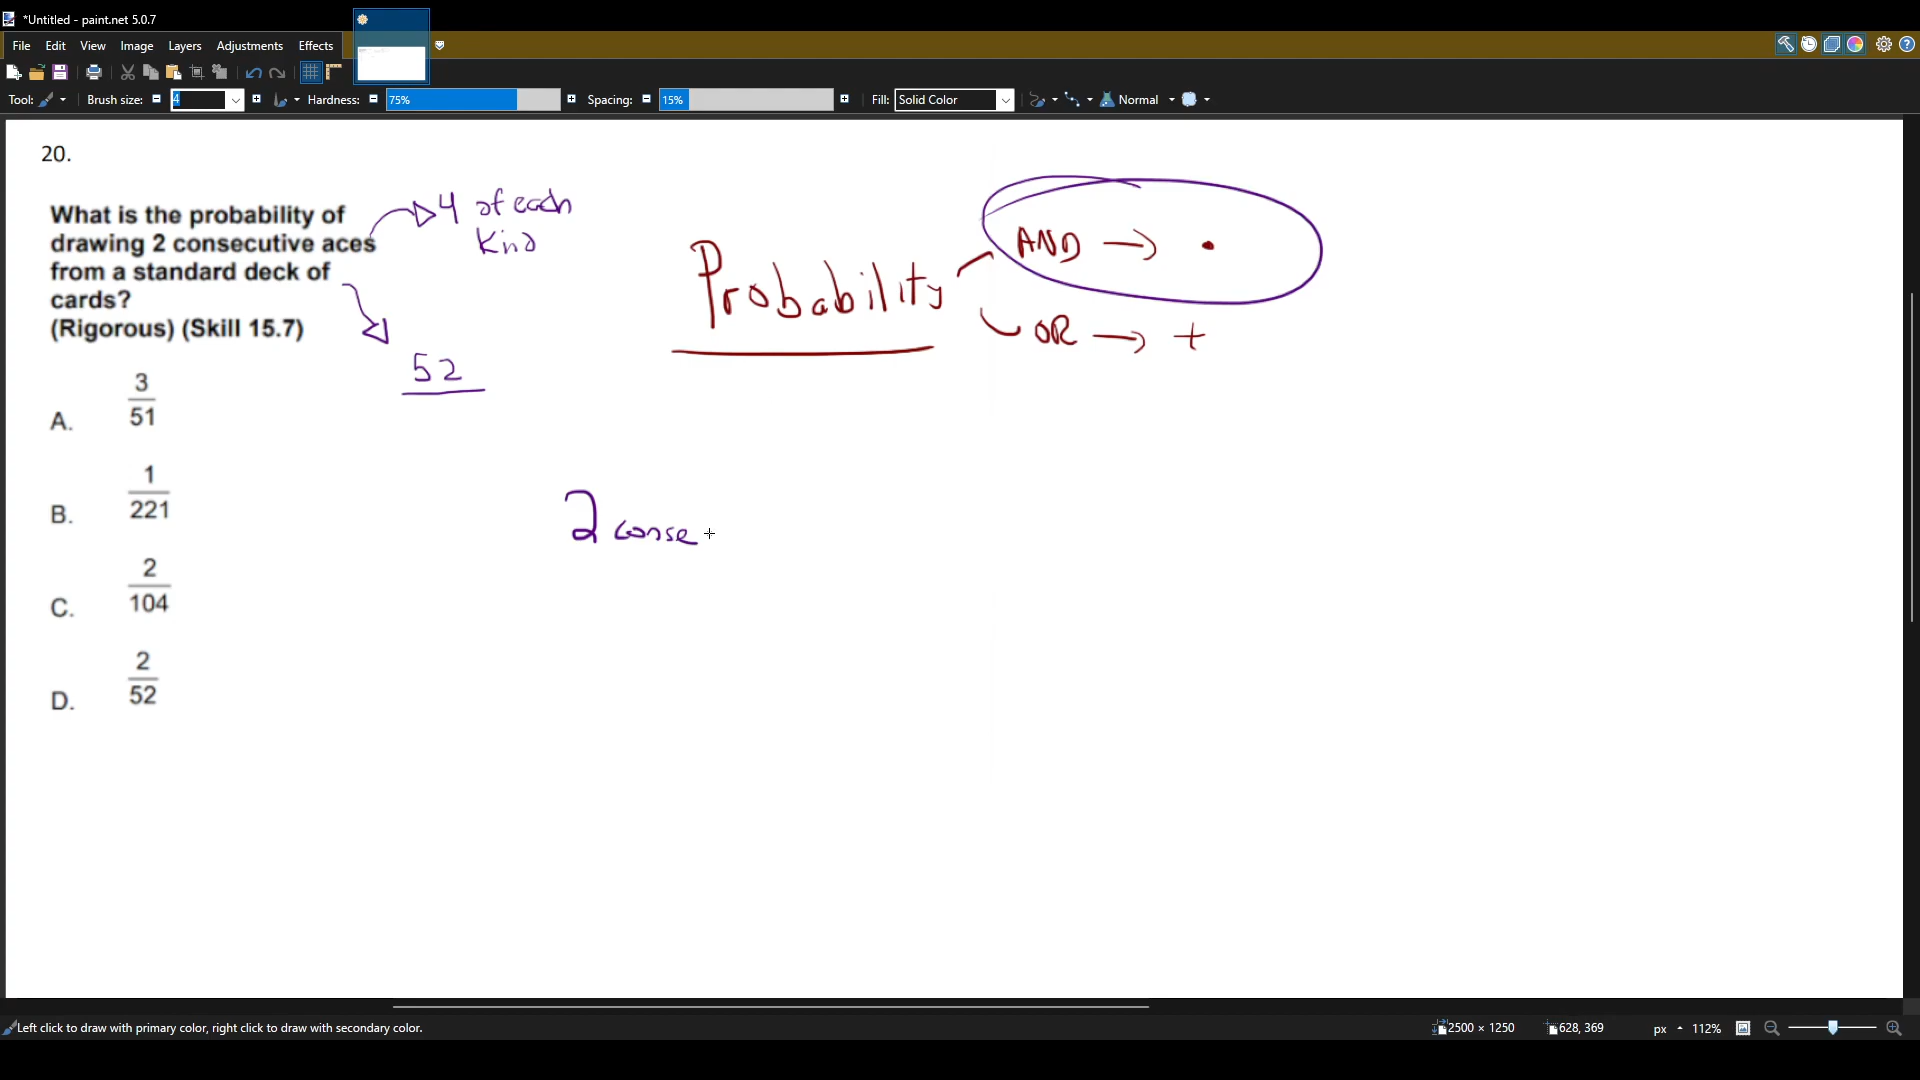 *Untitled - paint.net 5.0.7
File Edit View Image Layers Adjustments Effects
Tool: Brush size: 4 Hardness: 75% Spacing: 15% Fill: Solid Color Normal
20.
What is the probability of
drawing 2 consecutive aces
from a standard deck of
cards?
(Rigorous) (Skill 15.7)
4 of each
kind
52
Probability
AND → •
OR → +
A. 3/51
B. 1/221
C. 2/104
D. 2/52
2 conse
Left click to draw with primary color, right click to draw with secondary color.
2500 × 1250 628, 369 px 112%